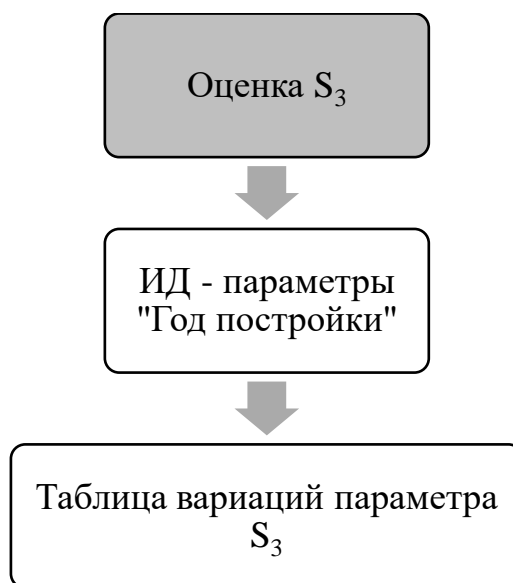 Оценка S₃
ИД - параметры
"Год постройки"
Таблица вариаций параметра
S₃